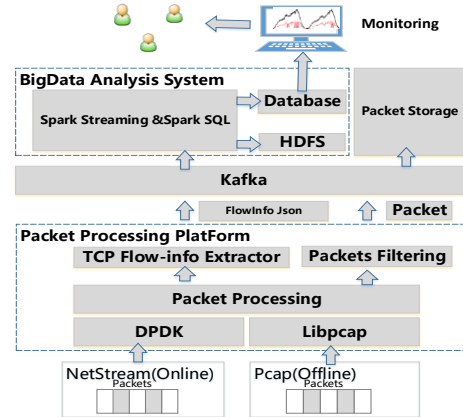 Monitoring
BigData Analysis System
Spark Streaming &Spark SQL
Database
HDFS
Packet Storage
Kafka
FlowInfo Json
Packet
Packet Processing PlatForm
TCP Flow-info Extractor
Packets Filtering
Packet Processing
DPDK
Libpcap
NetStream(Online)
Packets
Pcap(Offline)
Packets